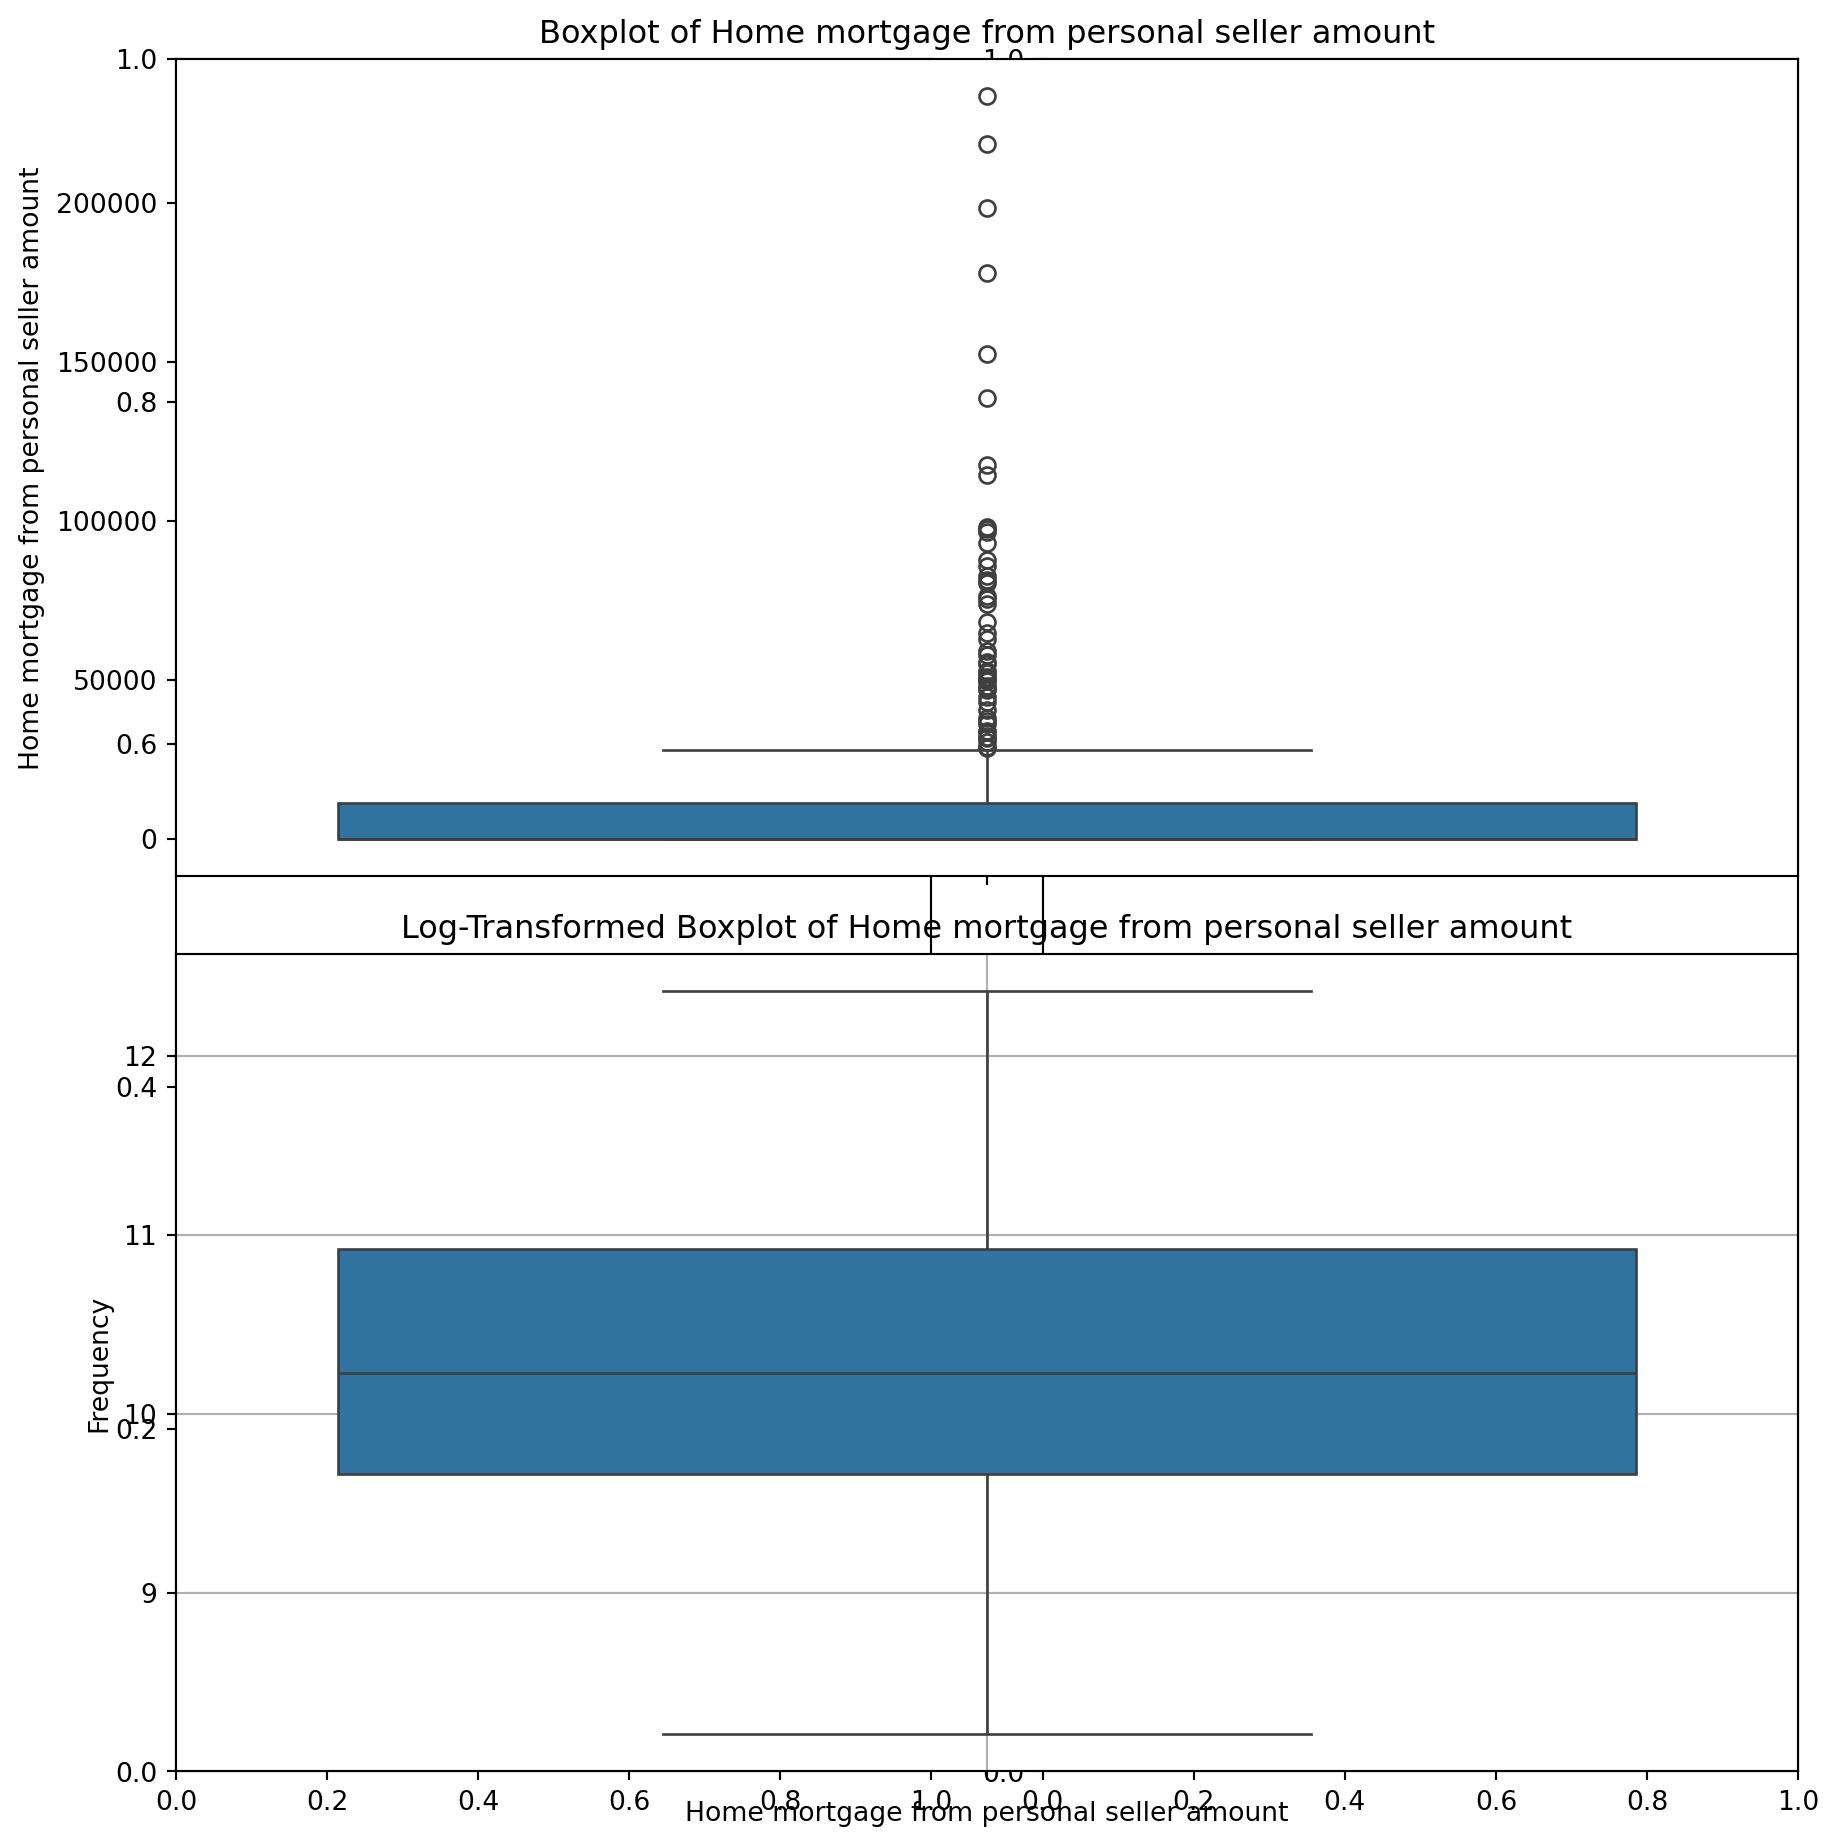 Boxplot of Home mortgage from personal seller amount
1.0
1.0
200000
150000
0.8
100000
50000
0.6
0
Home mortgage from personal seller amount
Log-Transformed Boxplot of Home mortgage from personal seller amount
12
0.4
11
10
0.2
9
0.0
0.0
Frequency
0.0 0.2 0.4 0.6 0.8 1.0 0.0 0.2 0.4 0.6 0.8 1.0
Home mortgage from personal seller amount